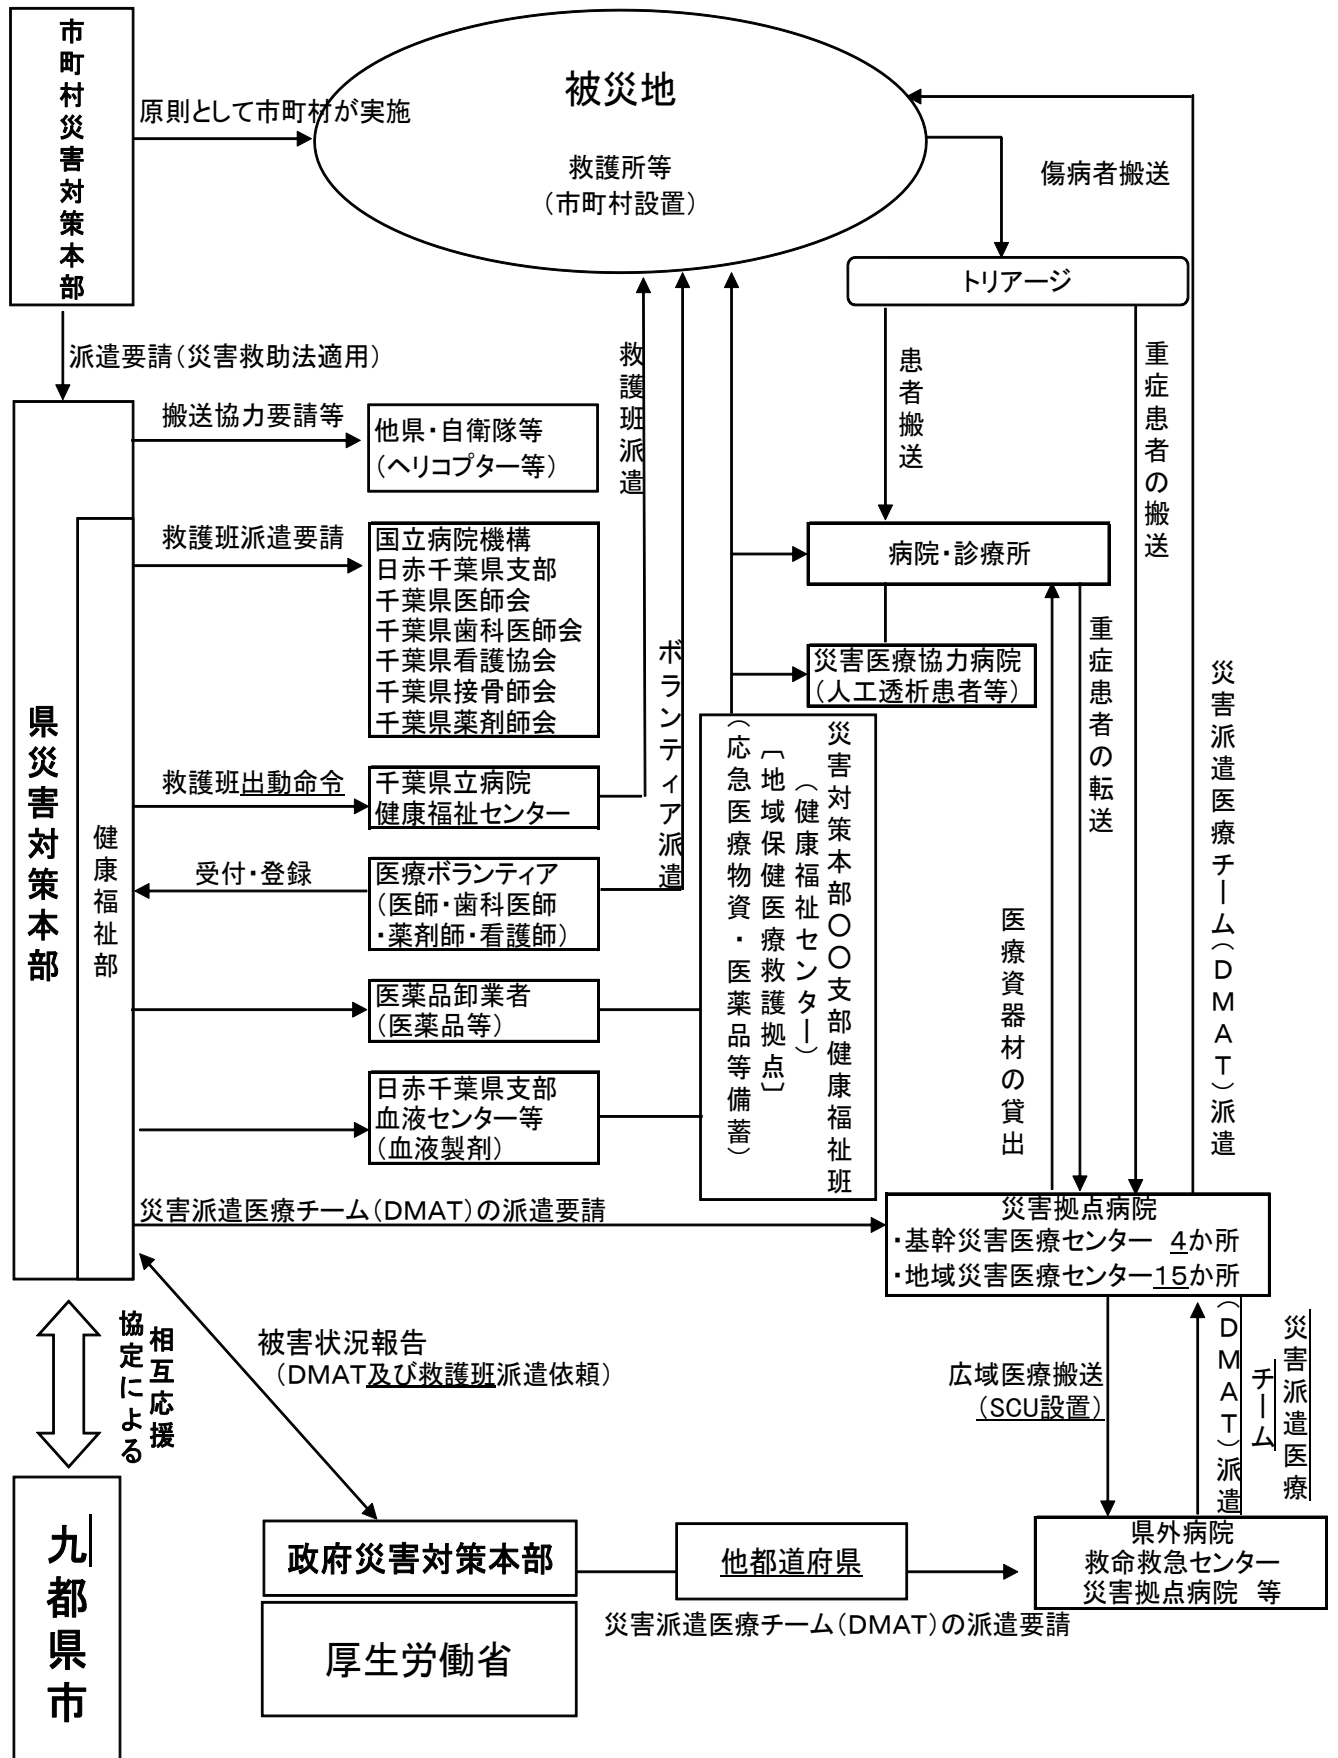 市町村災害対策本部
原則として市町村が実施
被災地
救護所等
（市町村設置）
傷病者搬送
トリアージ
派遣要請（災害救助法適用）
搬送協力要請等
他県・自衛隊等
（ヘリコプター等）
救護班派遣
患者搬送
重症患者の搬送
県災害対策本部
健康福祉部
救護班派遣要請
国立病院機構
日赤千葉県支部
千葉県医師会
千葉県歯科医師会
千葉県看護協会
千葉県接骨師会
千葉県薬剤師会
病院・診療所
災害医療協力病院
（人工透析患者等）
ボランティア派遣
重症患者の転送
災害派遣医療チーム（ＤＭＡＴ）派遣
救護班出動命令
千葉県立病院
健康福祉センター
受付・登録
医療ボランティア
（医師・歯科医師
・薬剤師・看護師）
医薬品卸業者
（医薬品等）
日赤千葉県支部
血液センター等
（血液製剤）
災害対策本部〇〇支部健康福祉班
（健康福祉センター）
〔地域保健医療救護拠点〕
（応急医療物資・医薬品等備蓄）
医療資器材の貸出
災害派遣医療チーム（DMAT）の派遣要請
災害拠点病院
・基幹災害医療センター　4か所
・地域災害医療センター15か所
相互応援
協定による
被害状況報告
（DMAT及び救護班派遣依頼）
広域医療搬送
（SCU設置）
災害派遣医療
チーム
（ＤＭＡＴ）派遣
九都県市
政府災害対策本部
厚生労働省
他都道府県
災害派遣医療チーム（DMAT）の派遣要請
県外病院
救命救急センター
災害拠点病院　等